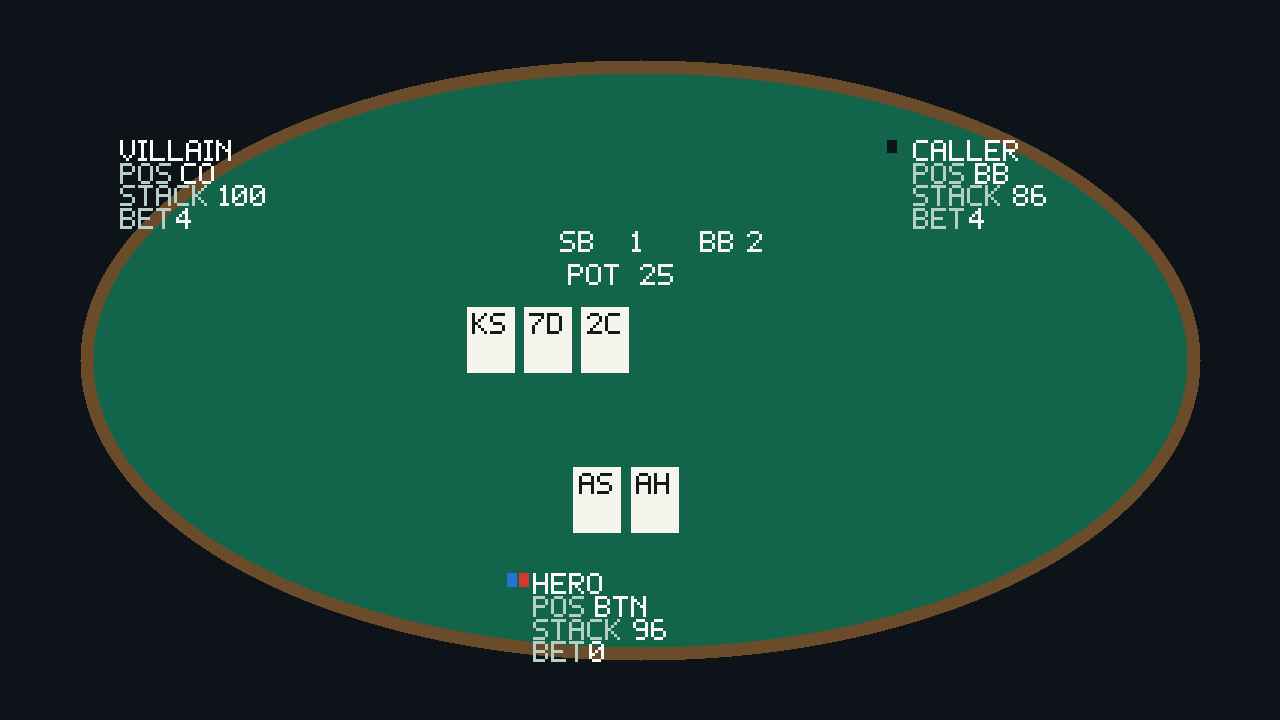 VILLAIN
POS CO
STACK 100
BET 4
CALLER
POS BB
STACK 86
BET 4
SB 1 BB 2
POT 25
KS 7D 2C
AS AH
HERO
POS BTN
STACK 96
BET 0